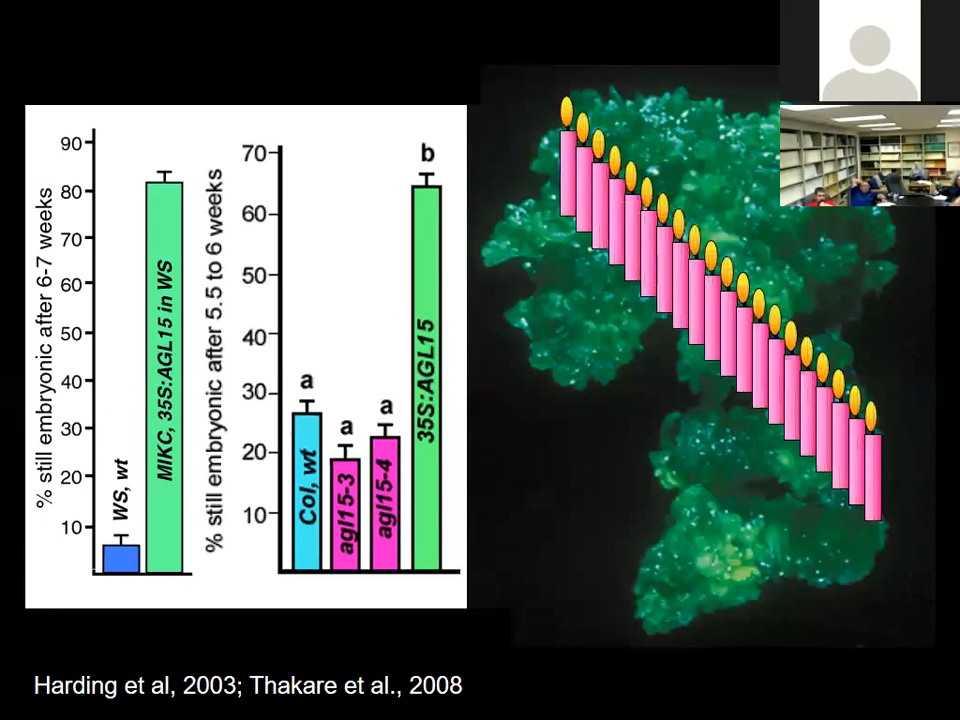 % still embryonic after 6-7 weeks
90
80
70
60
50
40
30
20
10
WS, wt
MIKC, 35S:AGL15 in WS
% still embryonic after 5.5 to 6 weeks
70
60
50
40
30
20
10
a
a
a
b
Col, wt
agl15-3
agl15-4
35S:AGL15
Harding et al, 2003; Thakare et al., 2008